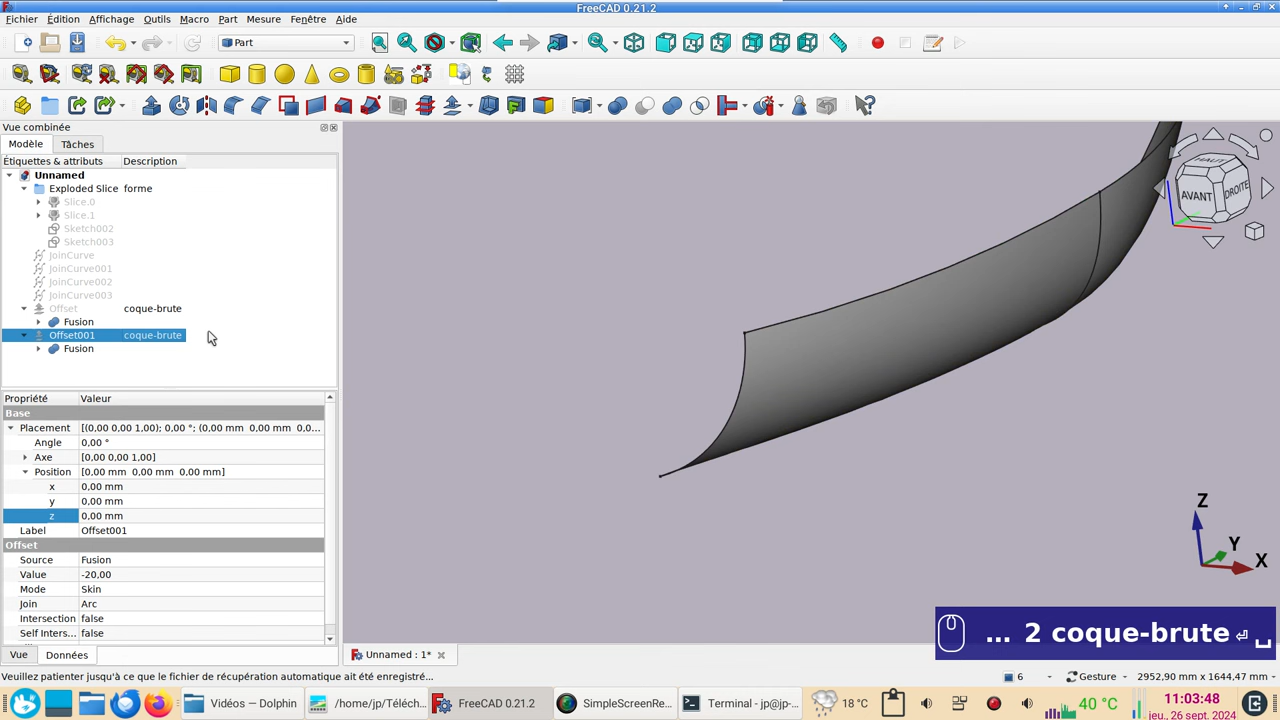 FreeCAD 0.21.2
Fichier Édition Affichage Outils Macro Part Mesure Fenêtre Aide
Part
Vue combinée
Modèle Tâches
Étiquettes & attributs Description
Unnamed
Exploded Slice forme
Slice.0
Slice.1
Sketch002
Sketch003
JoinCurve
JoinCurve001
JoinCurve002
JoinCurve003
Offset coque-brute
Fusion
Offset001 coque-brute
Fusion
Propriété Valeur
Base
Placement [(0,00 0,00 1,00); 0,00 °; (0,00 mm 0,00 mm 0,0...
Angle 0,00 °
Axe [0,00 0,00 1,00]
Position [0,00 mm 0,00 mm 0,00 mm]
x 0,00 mm
y 0,00 mm
z 0,00 mm
Label Offset001
Offset
Source Fusion
Value -20,00
Mode Skin
Join Arc
Intersection false
Self Inters... false
Vue Données
HAUT
AVANT DROITE
Z
Y
X
... 2 coque-brute ⏎ ␣
Unnamed : 1*
Veuillez patienter jusqu'à ce que le fichier de récupération automatique ait été enregistré...
6 Gesture 2952,90 mm x 1644,47 mm
Vidéos — Dolphin
/home/jp/Téléch...
FreeCAD 0.21.2
SimpleScreenRe...
Terminal - jp@jp-...
18 °C
40 °C
11:03:48
jeu., 26 sept. 2024